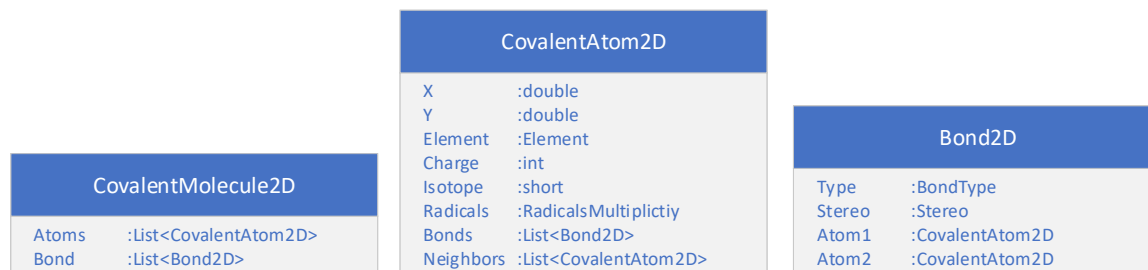 CovalentMolecule2D
Atoms :List<CovalentAtom2D>
Bond :List<Bond2D>
CovalentAtom2D
X :double
Y :double
Element :Element
Charge :int
Isotope :short
Radicals :RadicalsMultiplictiy
Bonds :List<Bond2D>
Neighbors :List<CovalentAtom2D>
Bond2D
Type :BondType
Stereo :Stereo
Atom1 :CovalentAtom2D
Atom2 :CovalentAtom2D